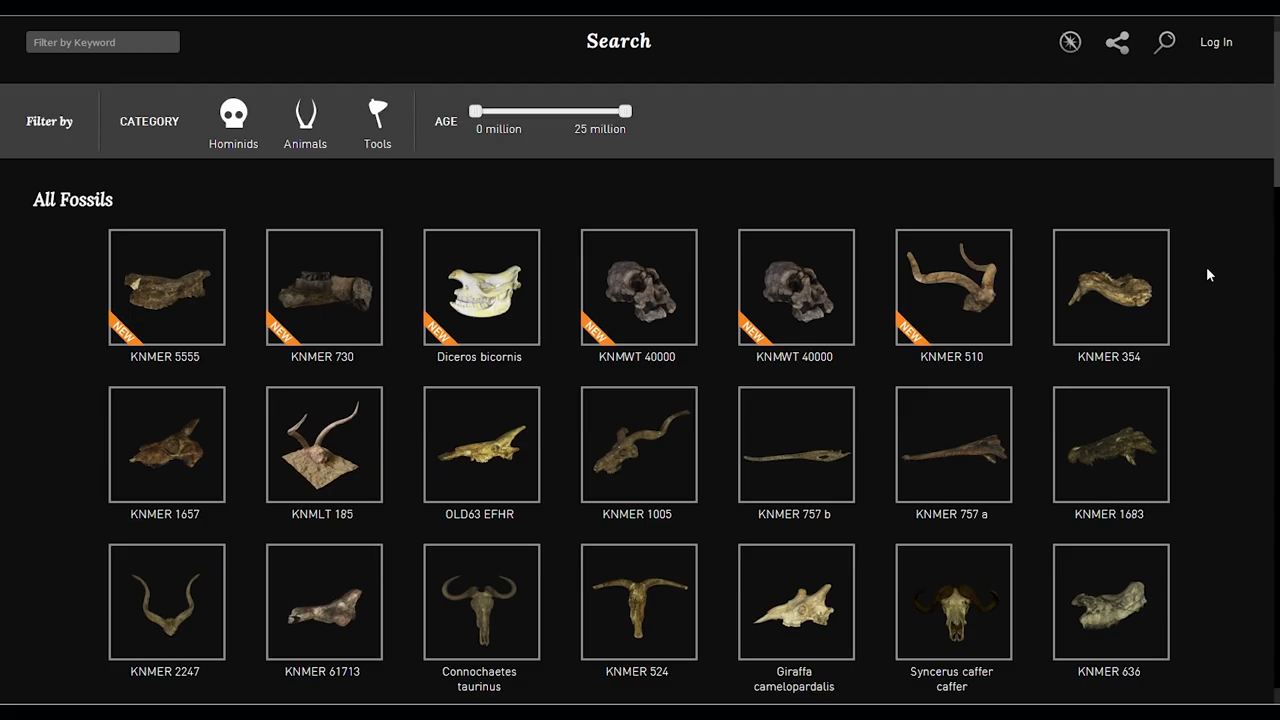 Filter by Keyword
Search
Log In
Filter by
CATEGORY
Hominids
Animals
Tools
AGE
0 million
25 million
All Fossils
NEW
NEW
NEW
NEW
NEW
NEW
KNMER 5555
KNMER 730
Diceros bicornis
KNMWT 40000
KNMWT 40000
KNMER 510
KNMER 354
KNMER 1657
KNMLT 185
OLD63 EFHR
KNMER 1005
KNMER 757 b
KNMER 757 a
KNMER 1683
KNMER 2247
KNMER 61713
Connochaetes
taurinus
KNMER 524
Giraffa
camelopardalis
Syncerus caffer
caffer
KNMER 636